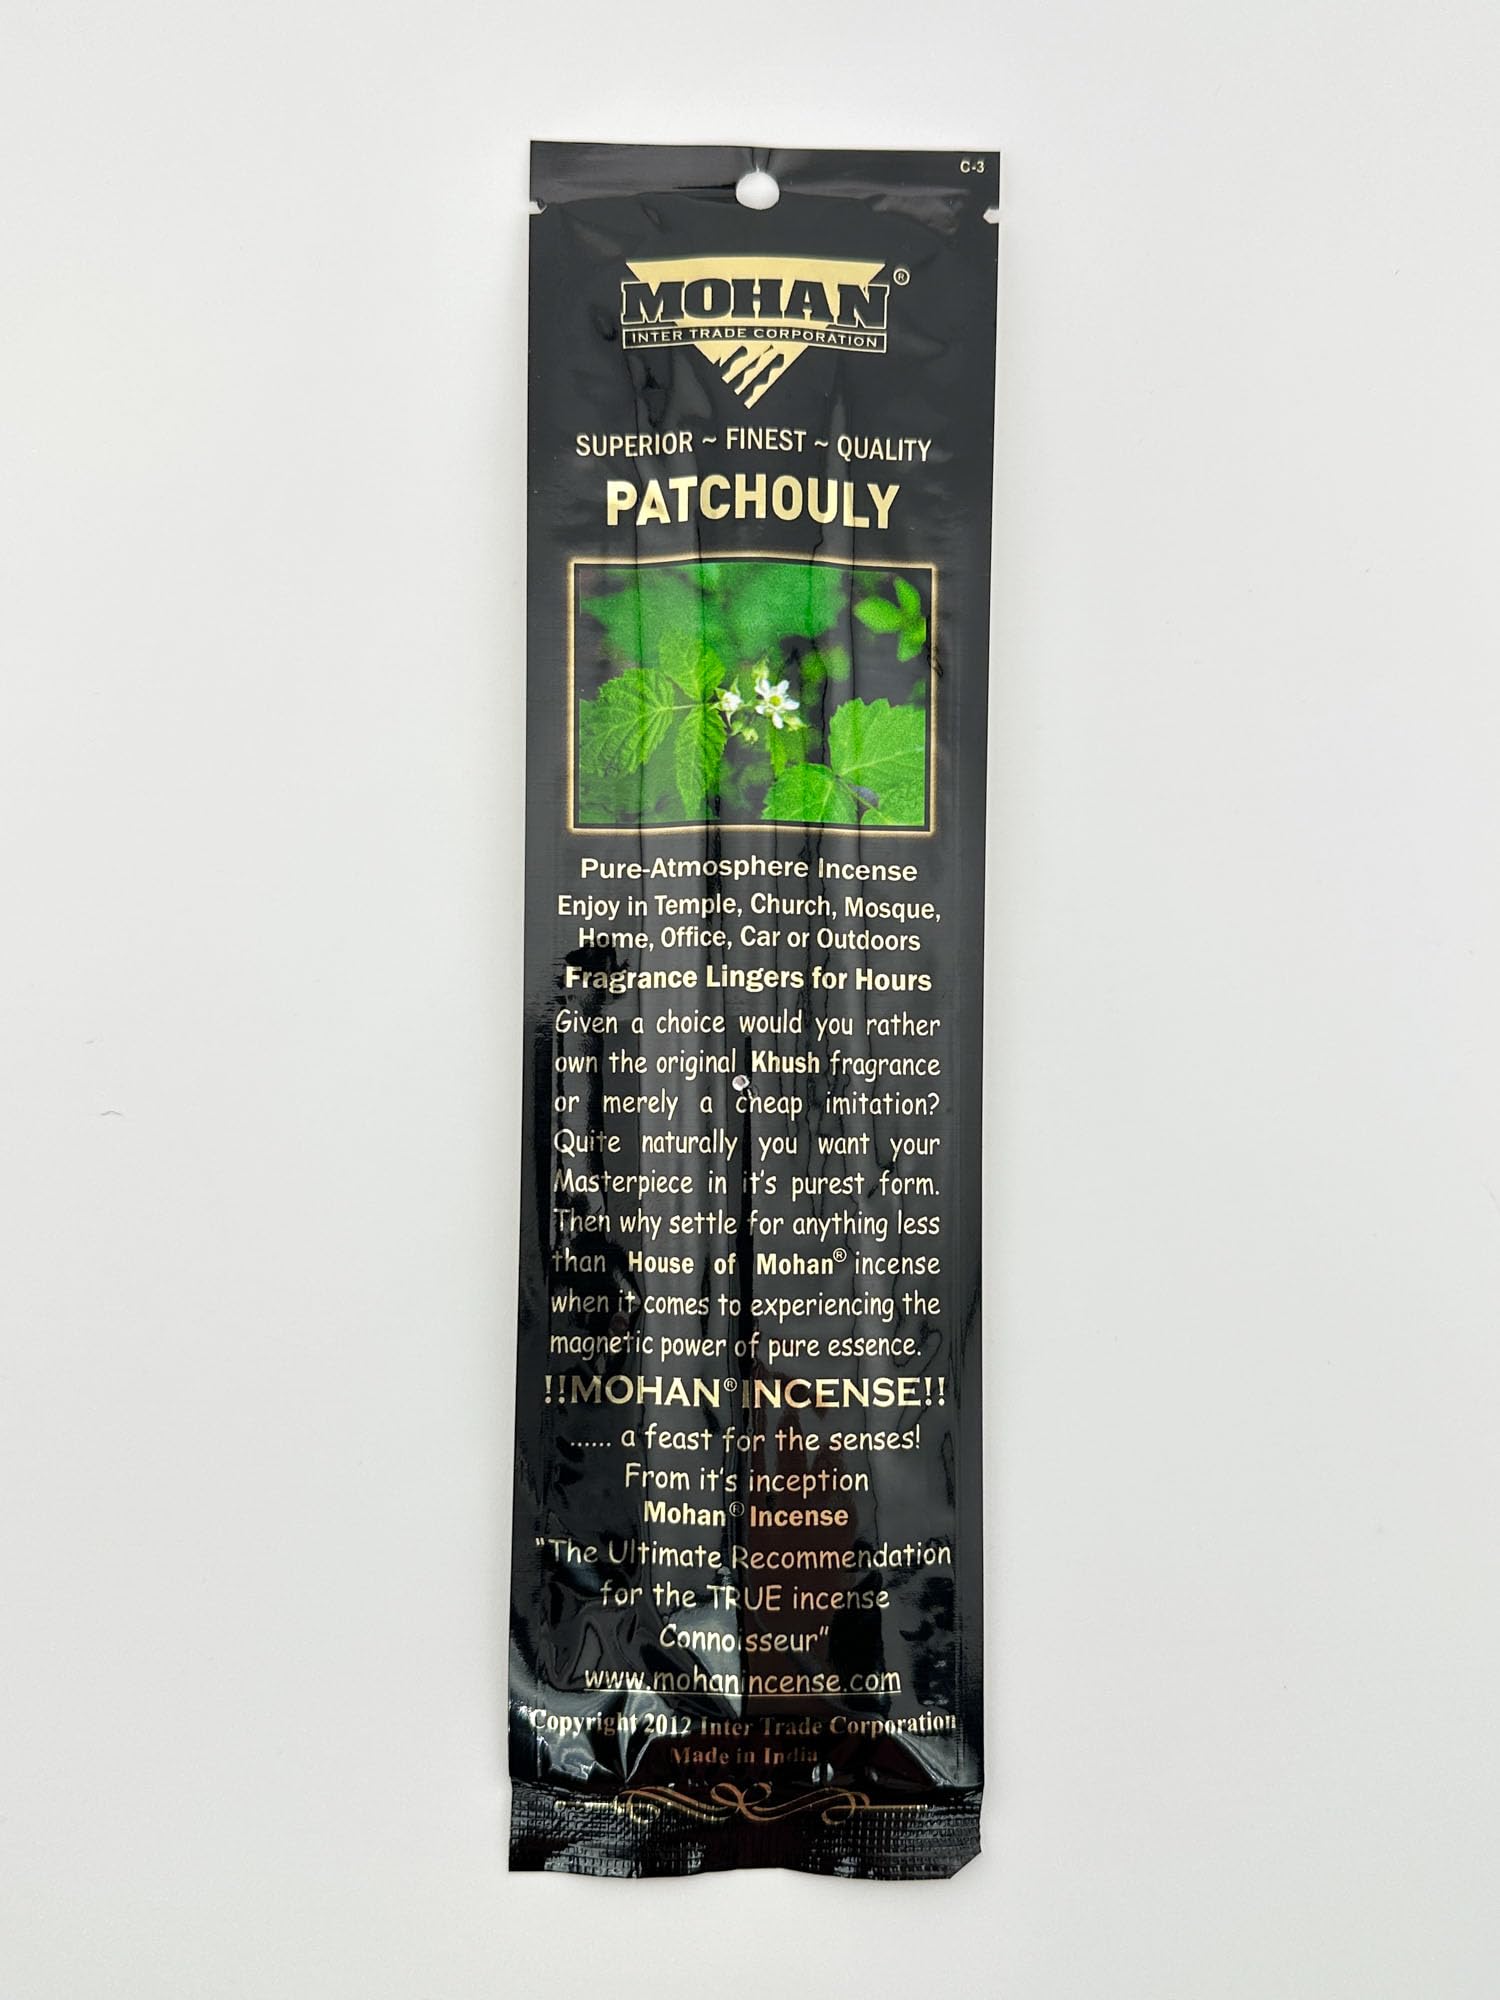 C-3
MOHAN®
INTER TRADE CORPORATION
SUPERIOR ~ FINEST ~ QUALITY
PATCHOULY
Pure-Atmosphere Incense
Enjoy in Temple, Church, Mosque,
Home, Office, Car or Outdoors
Fragrance Lingers for Hours
Given a choice would you rather
own the original Khush fragrance
or merely a cheap imitation?
Quite naturally you want your
Masterpiece in it's purest form.
Then why settle for anything less
than House of Mohan® incense
when it comes to experiencing the
magnetic power of pure essence.
!!MOHAN® INCENSE!!
...... a feast for the senses!
From it's inception
Mohan® Incense
"The Ultimate Recommendation
for the TRUE incense
Connoisseur"
www.mohanincense.com
Copyright 2012 Inter Trade Corporation
Made in India